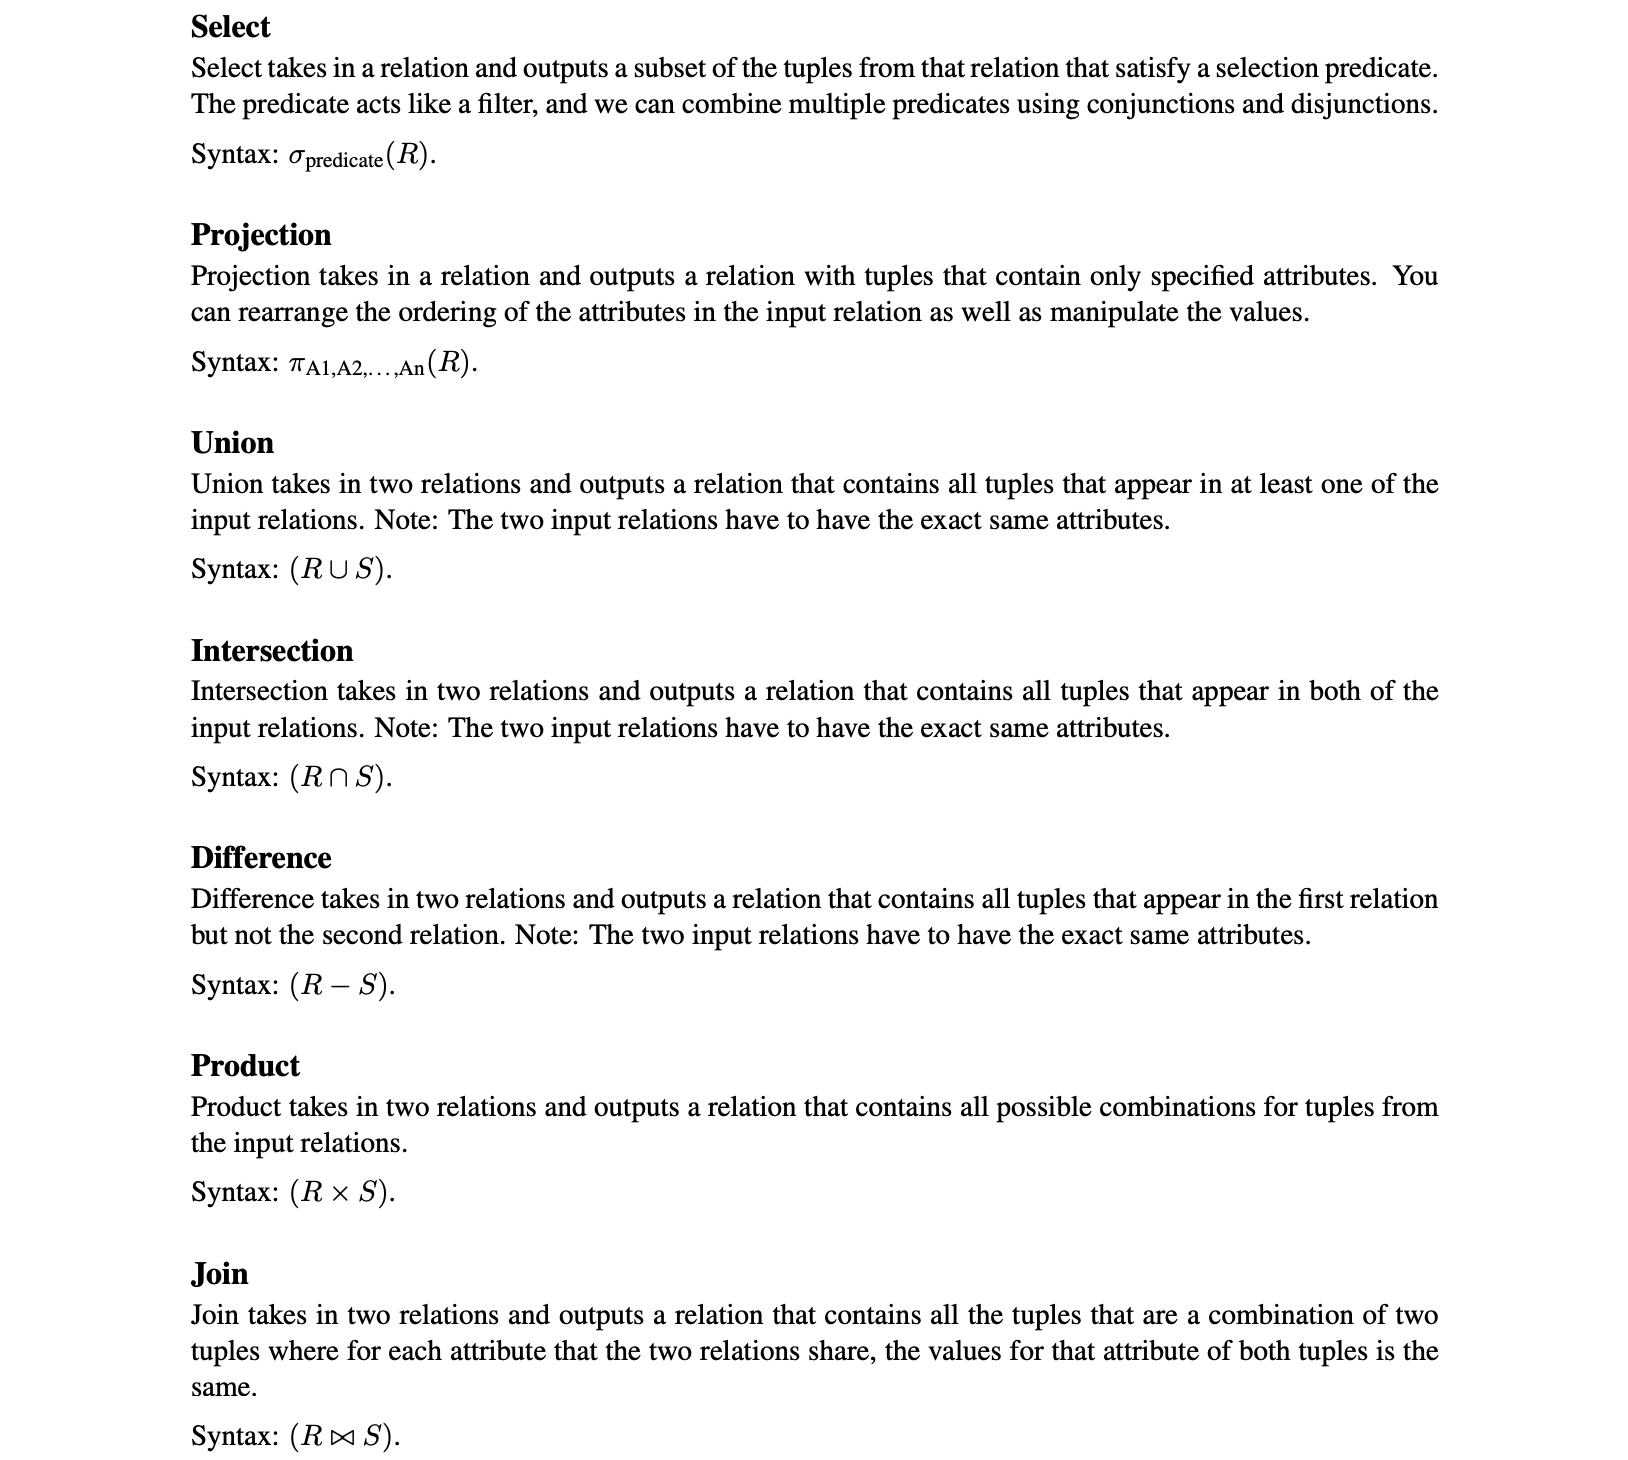 Select
Select takes in a relation and outputs a subset of the tuples from that relation that satisfy a selection predicate.
The predicate acts like a filter, and we can combine multiple predicates using conjunctions and disjunctions.
Syntax: σpredicate(R).
Projection
Projection takes in a relation and outputs a relation with tuples that contain only specified attributes. You
can rearrange the ordering of the attributes in the input relation as well as manipulate the values.
Syntax: πA1,A2,...,An(R).
Union
Union takes in two relations and outputs a relation that contains all tuples that appear in at least one of the
input relations. Note: The two input relations have to have the exact same attributes.
Syntax: (R ∪ S).
Intersection
Intersection takes in two relations and outputs a relation that contains all tuples that appear in both of the
input relations. Note: The two input relations have to have the exact same attributes.
Syntax: (R ∩ S).
Difference
Difference takes in two relations and outputs a relation that contains all tuples that appear in the first relation
but not the second relation. Note: The two input relations have to have the exact same attributes.
Syntax: (R − S).
Product
Product takes in two relations and outputs a relation that contains all possible combinations for tuples from
the input relations.
Syntax: (R × S).
Join
Join takes in two relations and outputs a relation that contains all the tuples that are a combination of two
tuples where for each attribute that the two relations share, the values for that attribute of both tuples is the
same.
Syntax: (R ⋈ S).